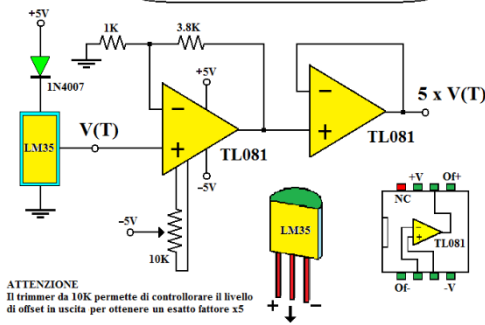 +5V
1K
3.8K
1N4007
+5V
LM35
V(T)
TL081
5 x V(T)
TL081
−5V
−5V
10K
LM35
+
−
NC
+V
Of+
TL081
Of-
-V
ATTENZIONE
Il trimmer da 10K permette di controllorare il livello
di offset in uscita per ottenere un esatto fattore x5